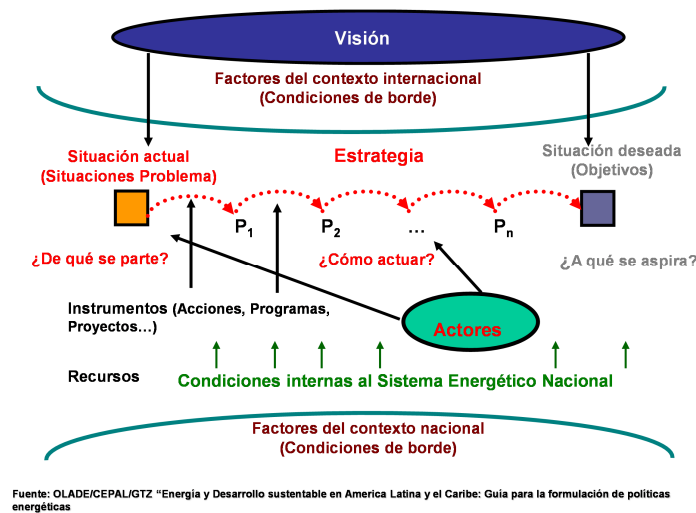 Visión
Factores del contexto internacional
(Condiciones de borde)
Situación actual
(Situaciones Problema)
Estrategia
Situación deseada
(Objetivos)
P1
P2
...
Pn
¿De qué se parte?
¿Cómo actuar?
¿A qué se aspira?
Instrumentos (Acciones, Programas,
Proyectos...)
Actores
Recursos
Condiciones internas al Sistema Energético Nacional
Factores del contexto nacional
(Condiciones de borde)
Fuente: OLADE/CEPAL/GTZ “Energía y Desarrollo sustentable en America Latina y el Caribe: Guía para la formulación de políticas
energéticas